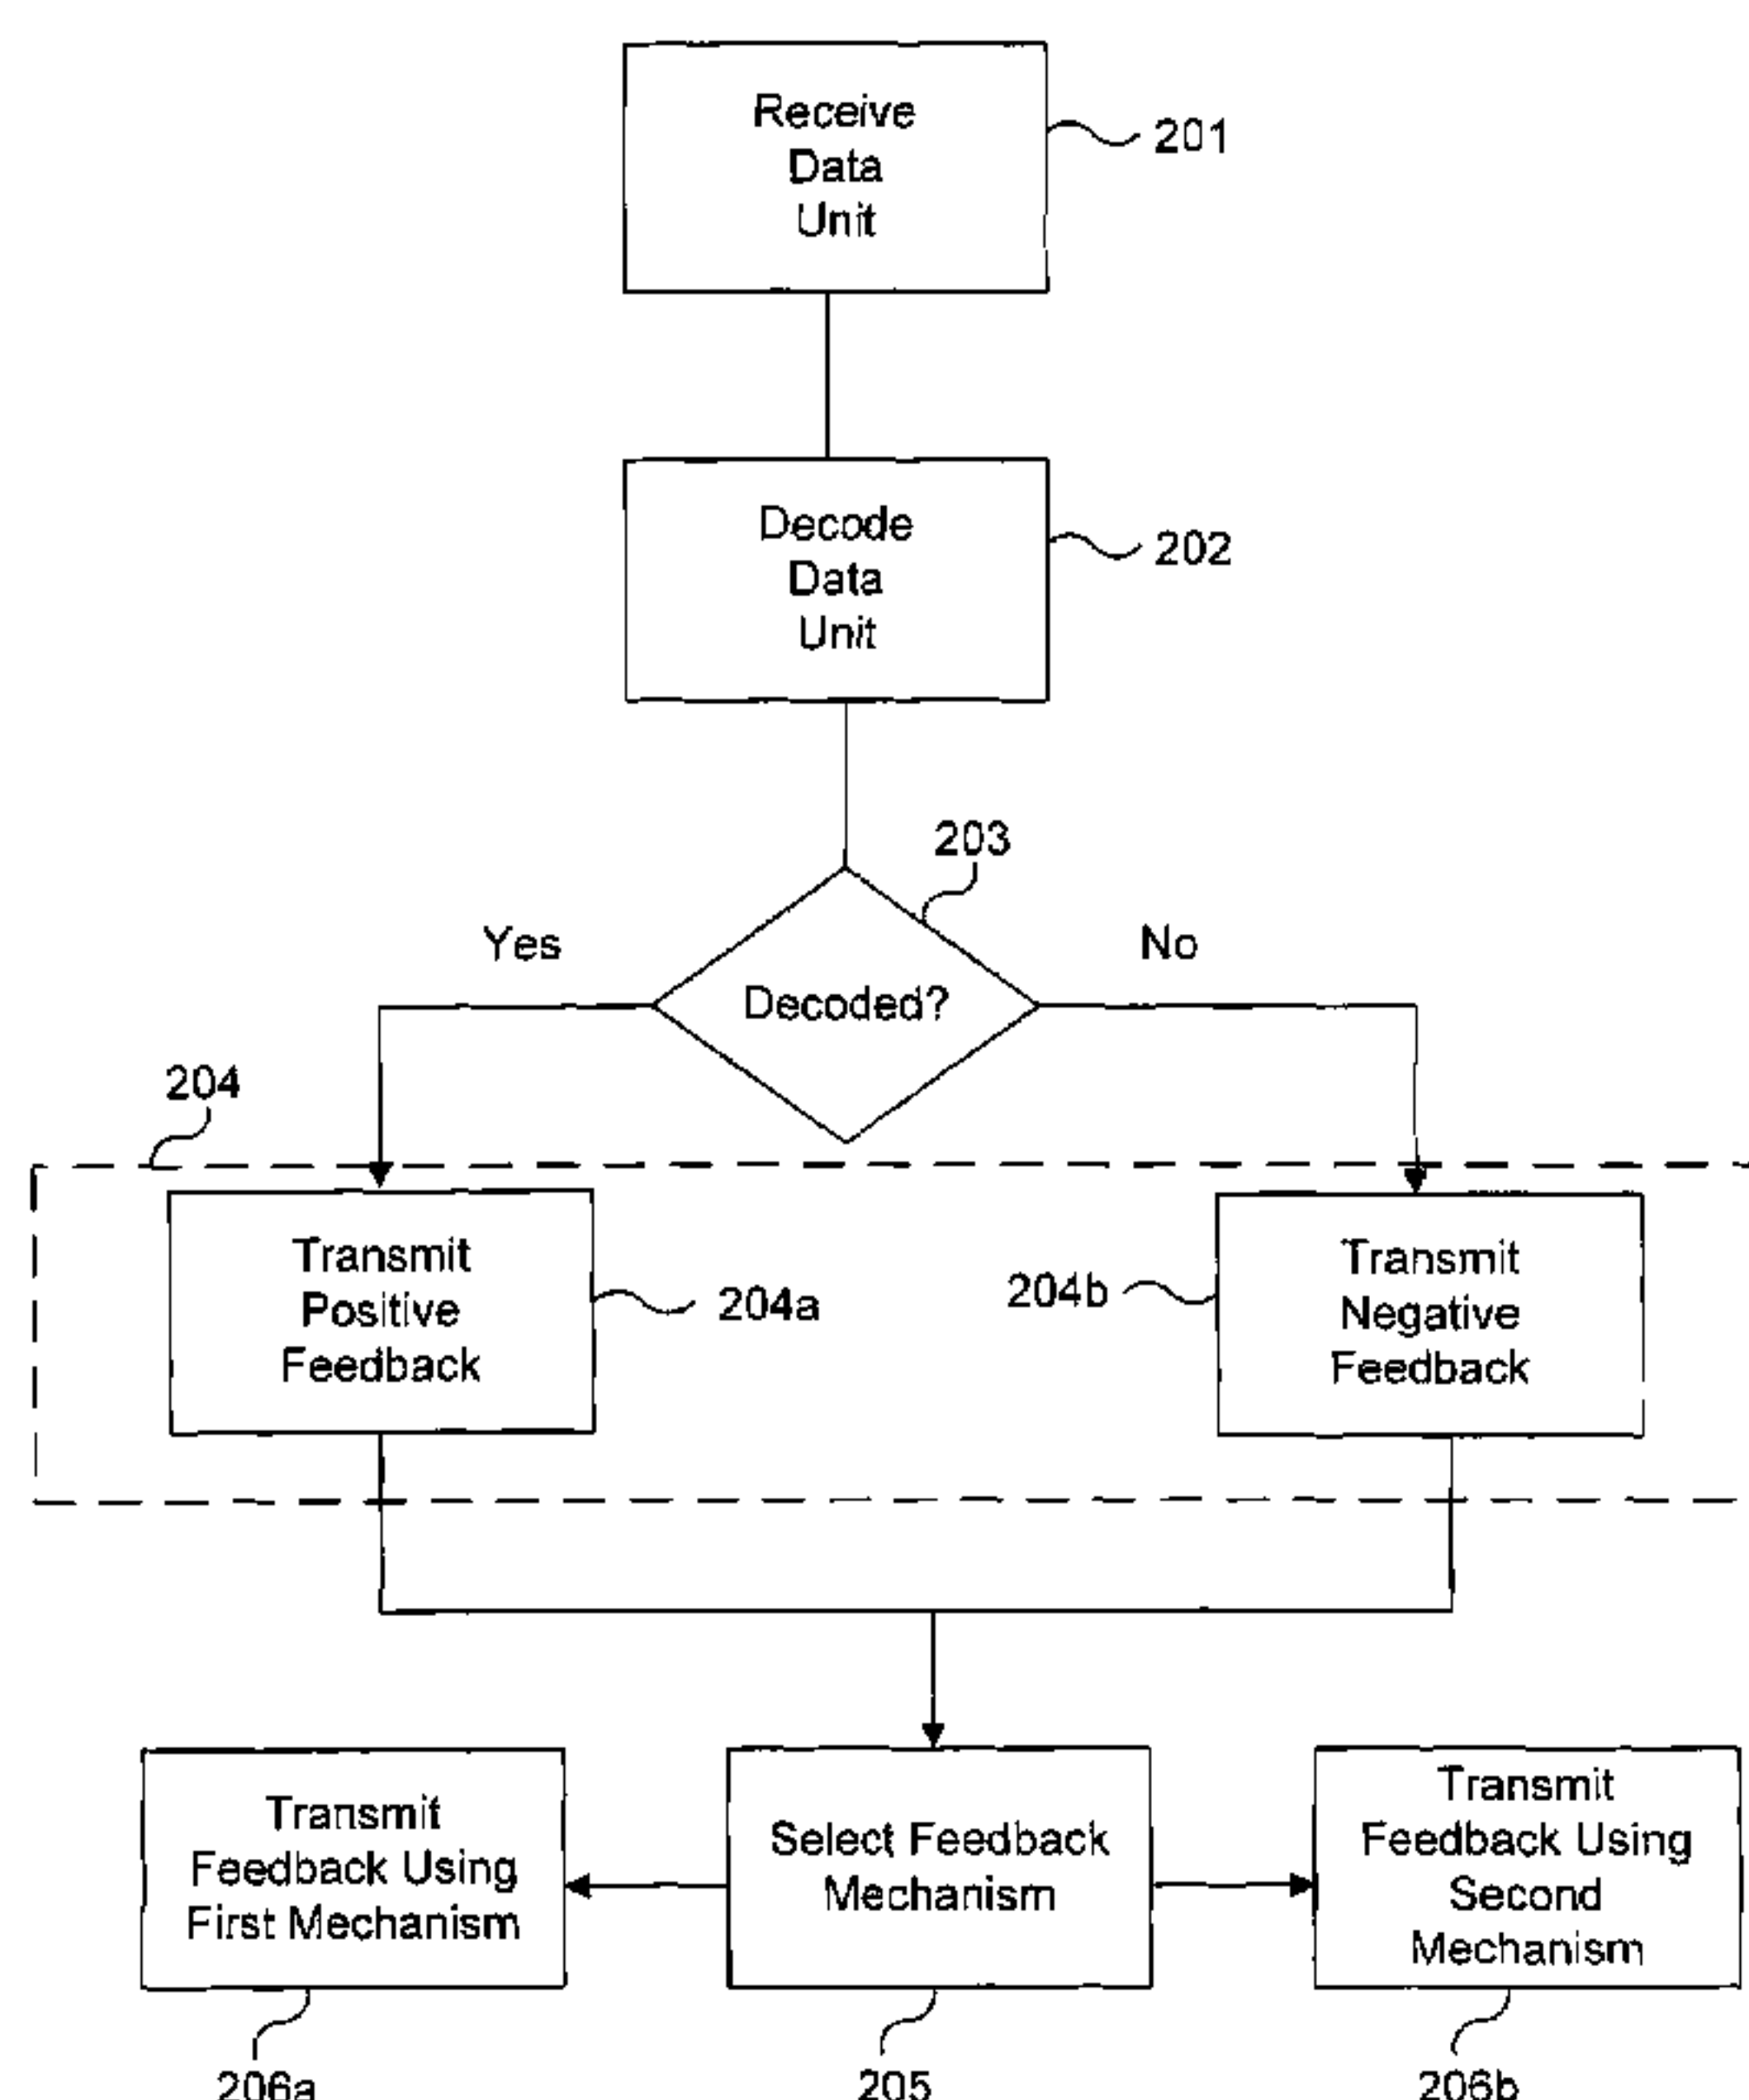 Receive
Data
Unit
201
Decode
Data
Unit
202
203
Yes
No
Decoded?
204
Transmit
Positive
Feedback
204a
204b
Transmit
Negative
Feedback
Transmit
Feedback Using
First Mechanism
Select Feedback
Mechanism
Transmit
Feedback Using
Second
Mechanism
206a
205
206b